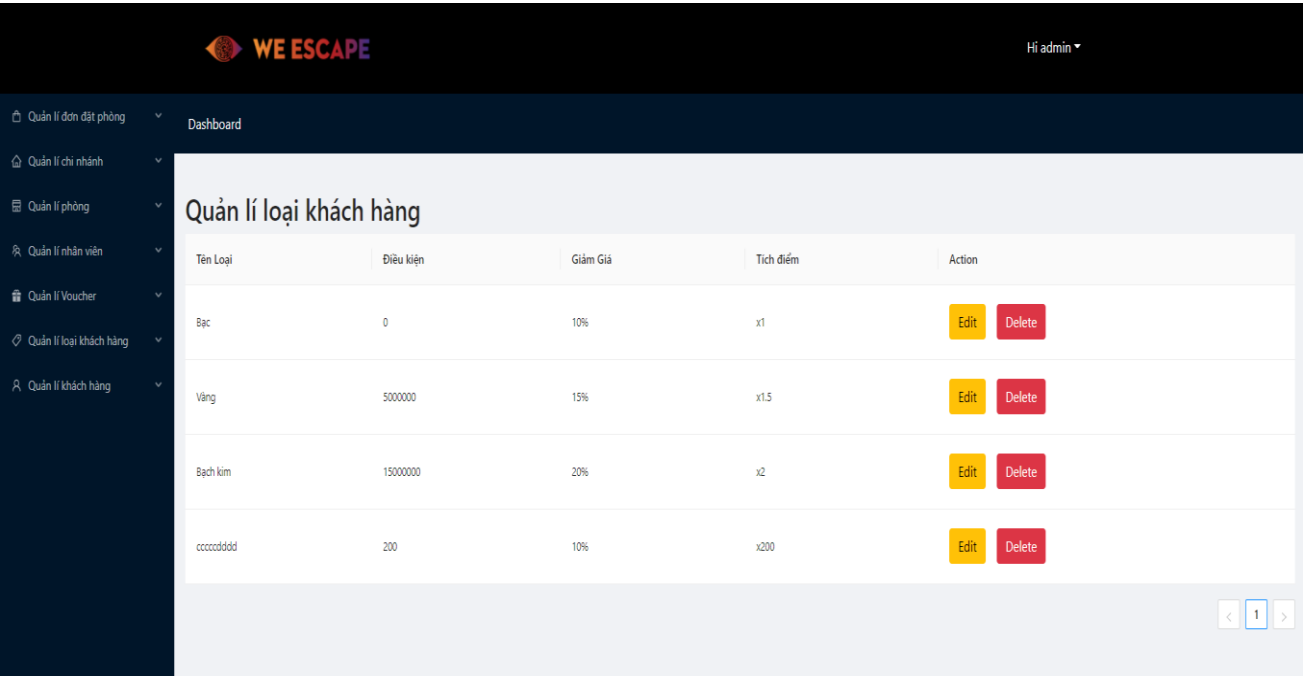 WE ESCAPE
Hi admin
Quản lí đơn đặt phòng
Quản lí chi nhánh
Quản lí phòng
Quản lí nhân viên
Quản lí Voucher
Quản lí loại khách hàng
Quản lí khách hàng
Dashboard
Quản lí loại khách hàng
Tên Loại Điều kiện Giảm Giá Tích điểm Action
Bạc 0 10% x1 Edit Delete
Vàng 5000000 15% x1.5 Edit Delete
Bạch kim 15000000 20% x2 Edit Delete
cccccdddd 200 10% x200 Edit Delete
1